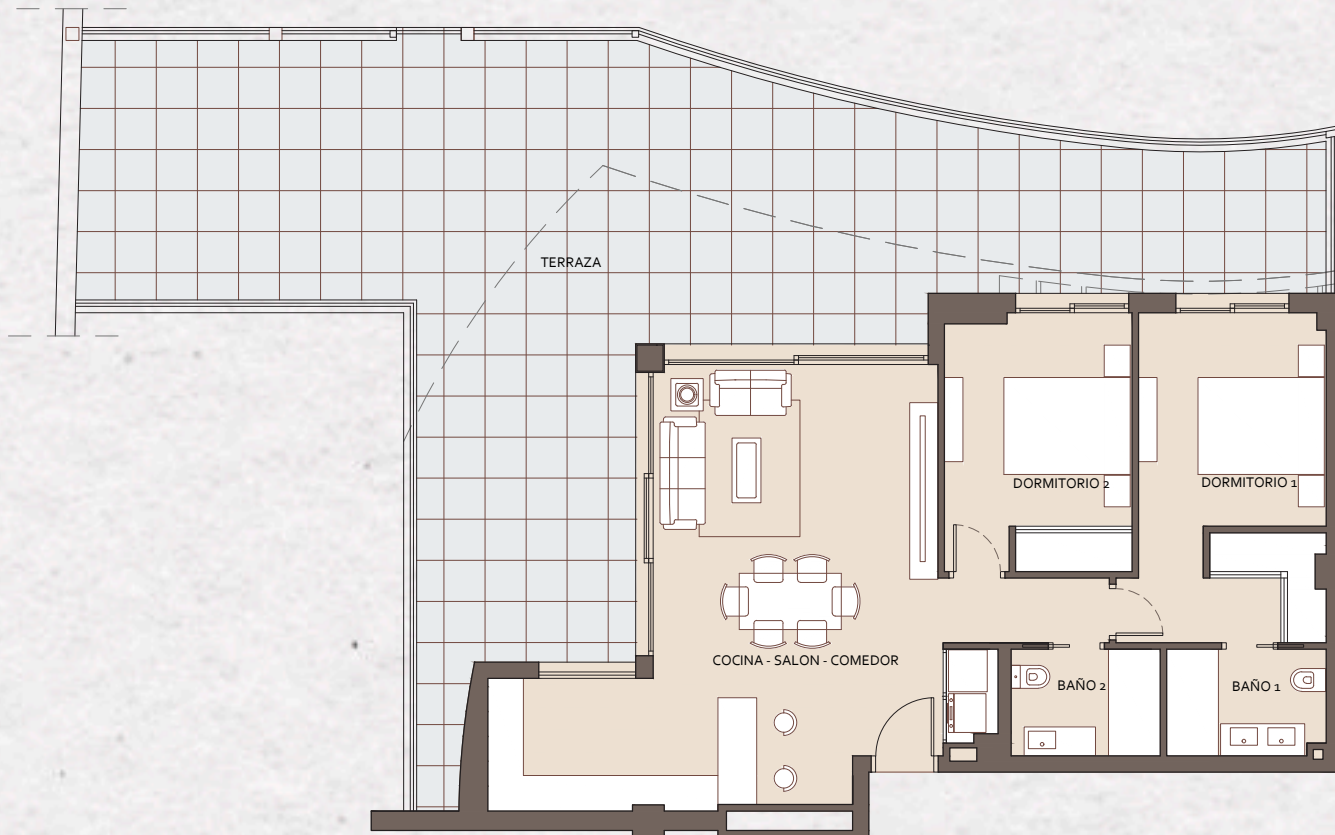 TERRAZA
DORMITORIO 2
DORMITORIO 1
COCINA - SALON - COMEDOR
BAÑO 2
BAÑO 1